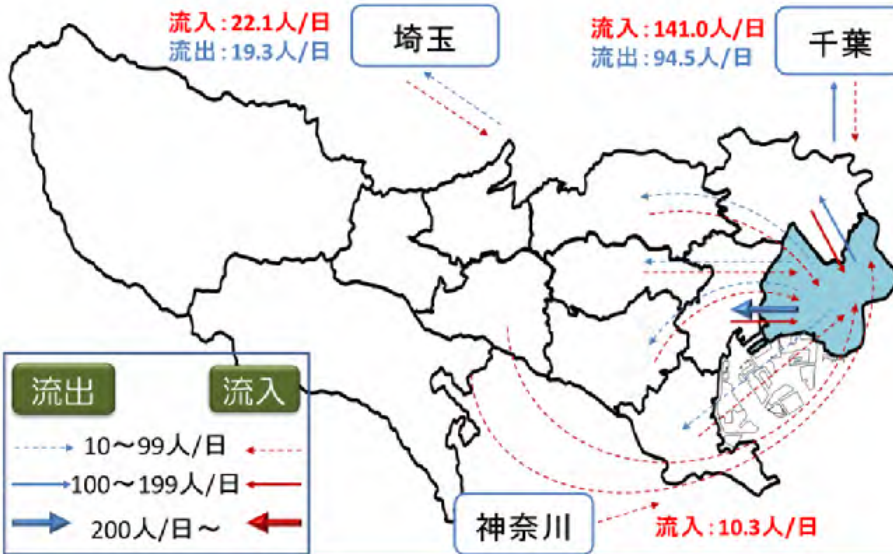 流入：22.1人/日
流出：19.3人/日
埼玉
流入：141.0人/日
流出：94.5人/日
千葉
流出
流入
10～99人/日
100～199人/日
200人/日～
神奈川
流入：10.3人/日